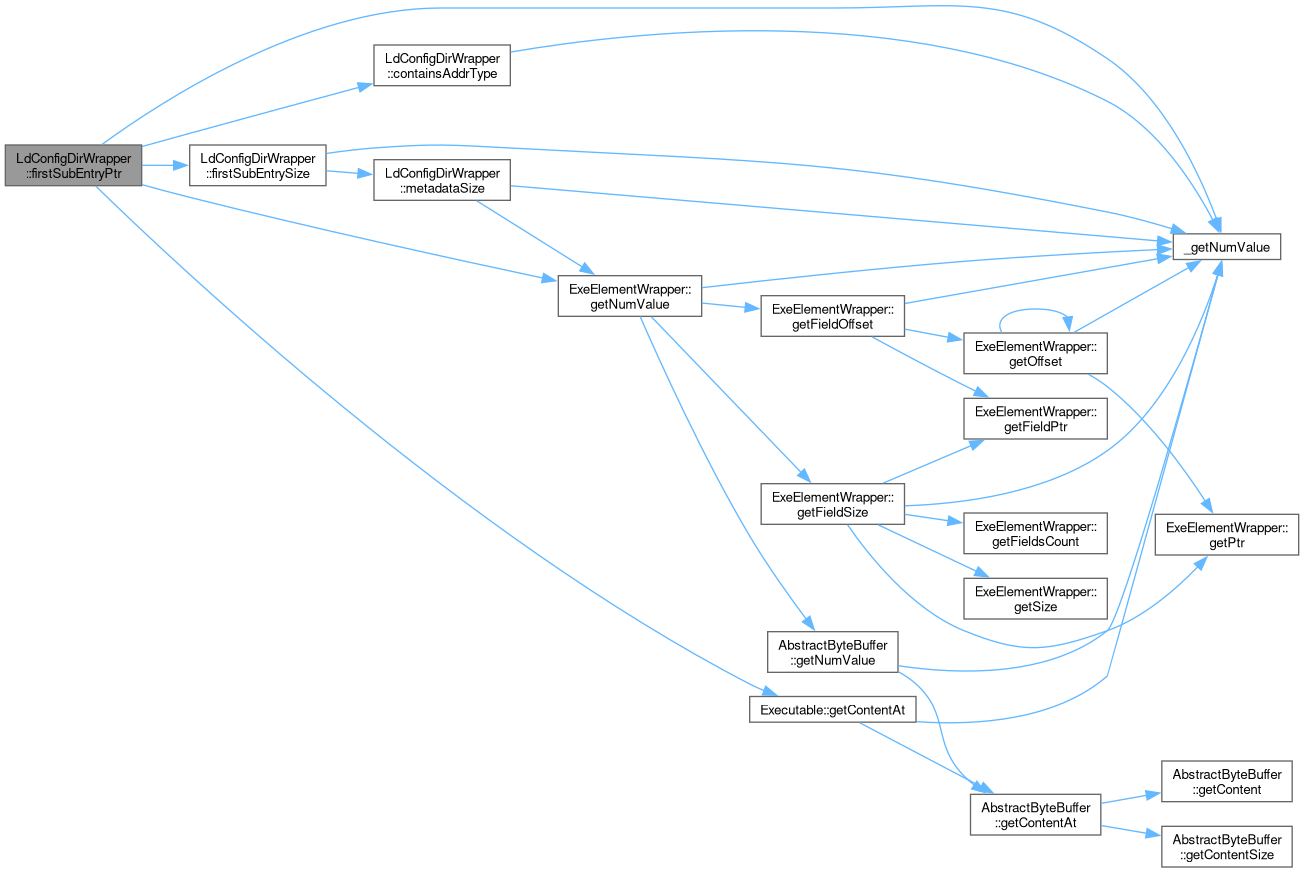 LdConfigDirWrapper
::firstSubEntryPtr
LdConfigDirWrapper
::containsAddrType
LdConfigDirWrapper
::firstSubEntrySize
LdConfigDirWrapper
::metadataSize
_getNumValue
ExeElementWrapper::
getNumValue
ExeElementWrapper::
getFieldOffset
ExeElementWrapper::
getOffset
ExeElementWrapper::
getFieldPtr
ExeElementWrapper::
getFieldSize
ExeElementWrapper::
getFieldsCount
ExeElementWrapper::
getPtr
ExeElementWrapper::
getSize
AbstractByteBuffer
::getNumValue
Executable::getContentAt
AbstractByteBuffer
::getContent
AbstractByteBuffer
::getContentAt
AbstractByteBuffer
::getContentSize